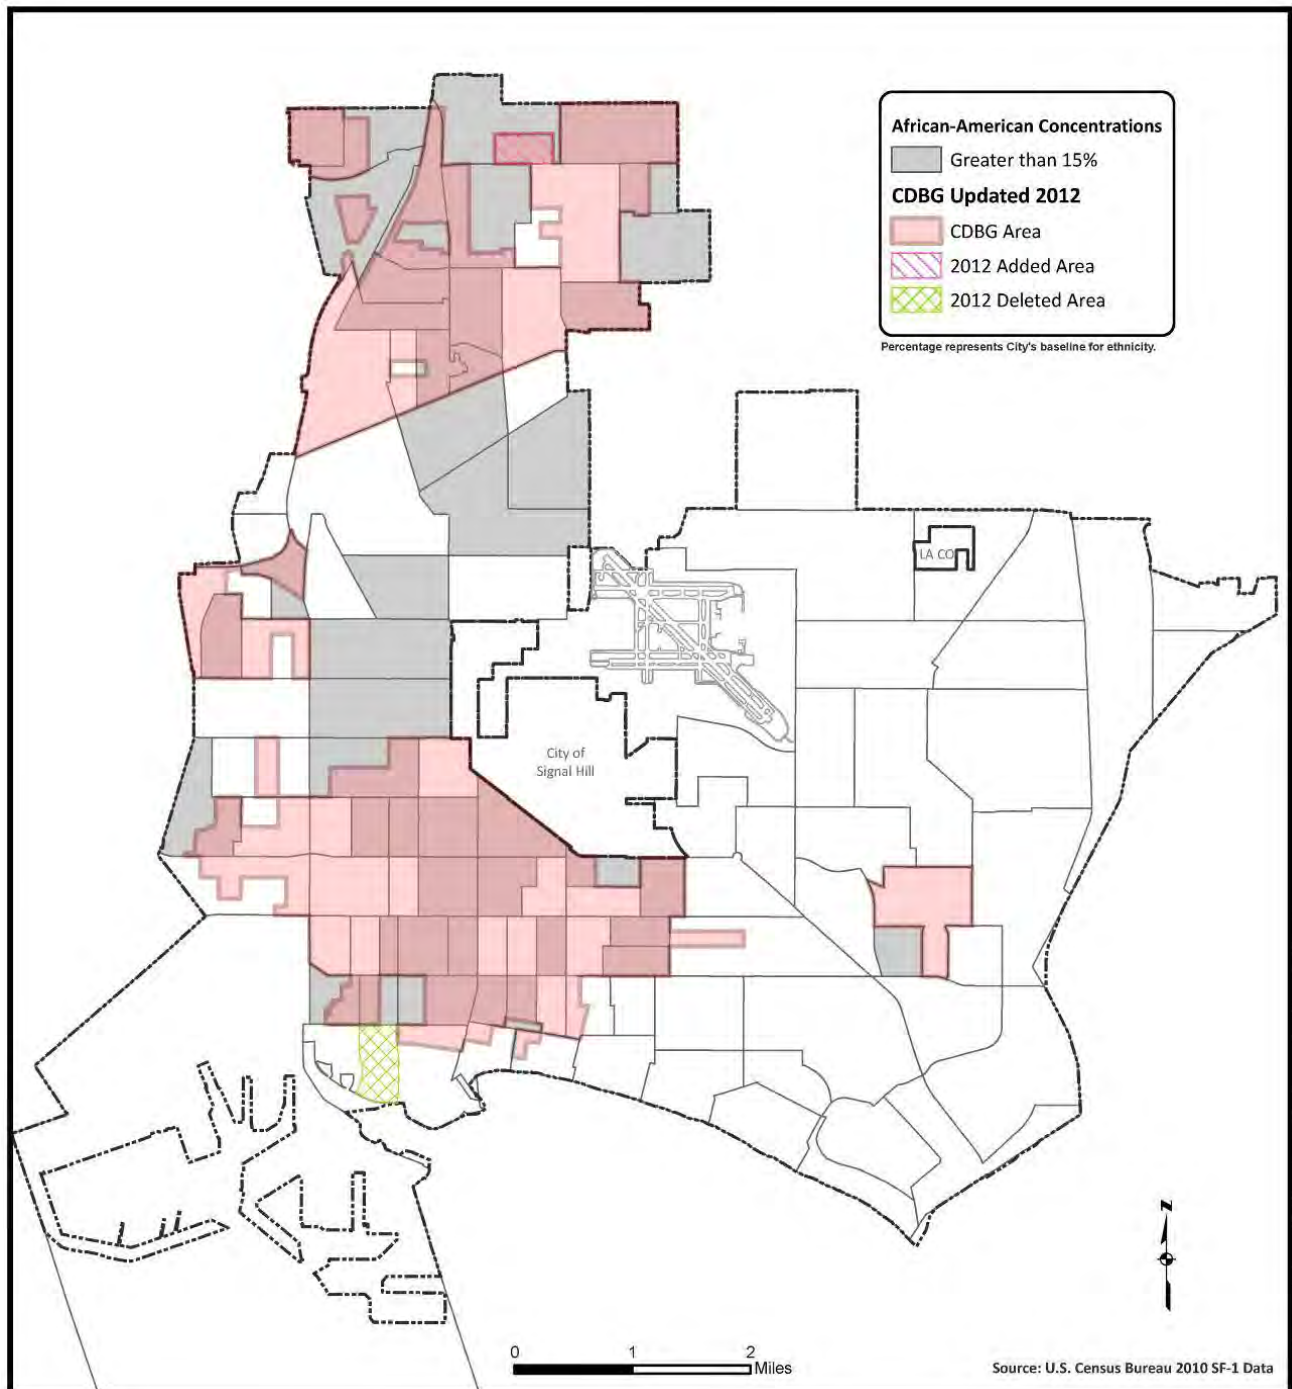 African-American Concentrations
Greater than 15%
CDBG Updated 2012
CDBG Area
2012 Added Area
2012 Deleted Area
Percentage represents City's baseline for ethnicity.
LA CO
City of
Signal Hill
N
0 1 2
Miles
Source: U.S. Census Bureau 2010 SF-1 Data